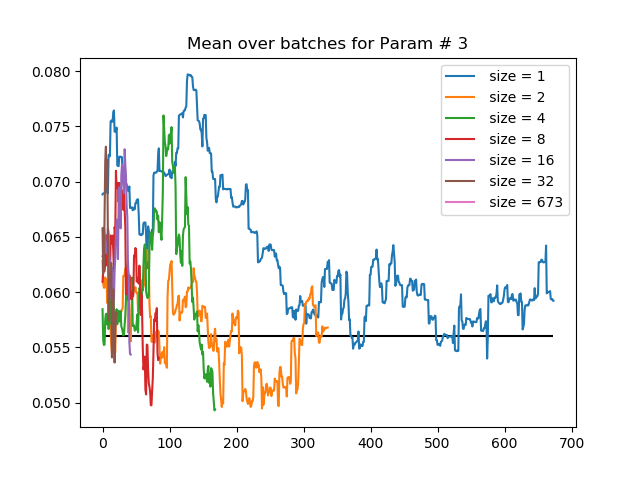 Mean over batches for Param # 3
0.080
0.075
0.070
0.065
0.060
0.055
0.050
0
100
200
300
400
500
600
700
size = 1
size = 2
size = 4
size = 8
size = 16
size = 32
size = 673